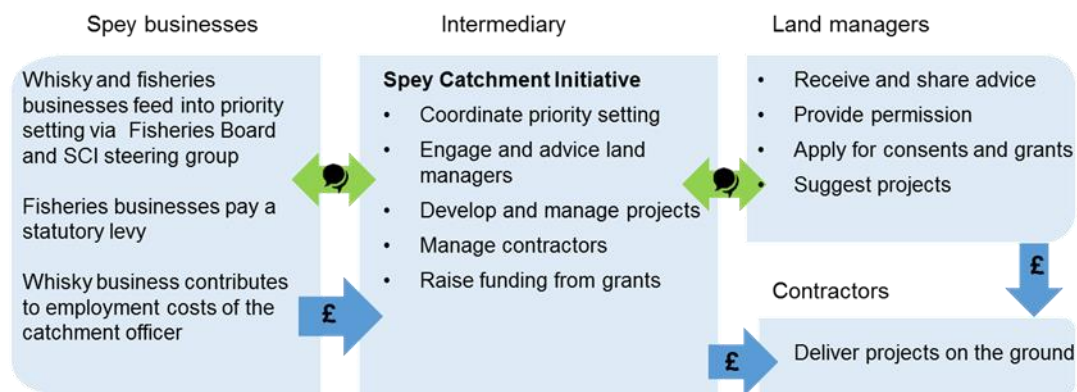 Spey businesses
Whisky and fisheries
businesses feed into priority
setting via Fisheries Board
and SCI steering group
Fisheries businesses pay a
statutory levy
Whisky business contributes
to employment costs of the
catchment officer
£
Intermediary
Spey Catchment Initiative
• Coordinate priority setting
• Engage and advice land
managers
• Develop and manage projects
• Manage contractors
• Raise funding from grants
£
Land managers
• Receive and share advice
• Provide permission
• Apply for consents and grants
• Suggest projects
£
Contractors
Deliver projects on the ground